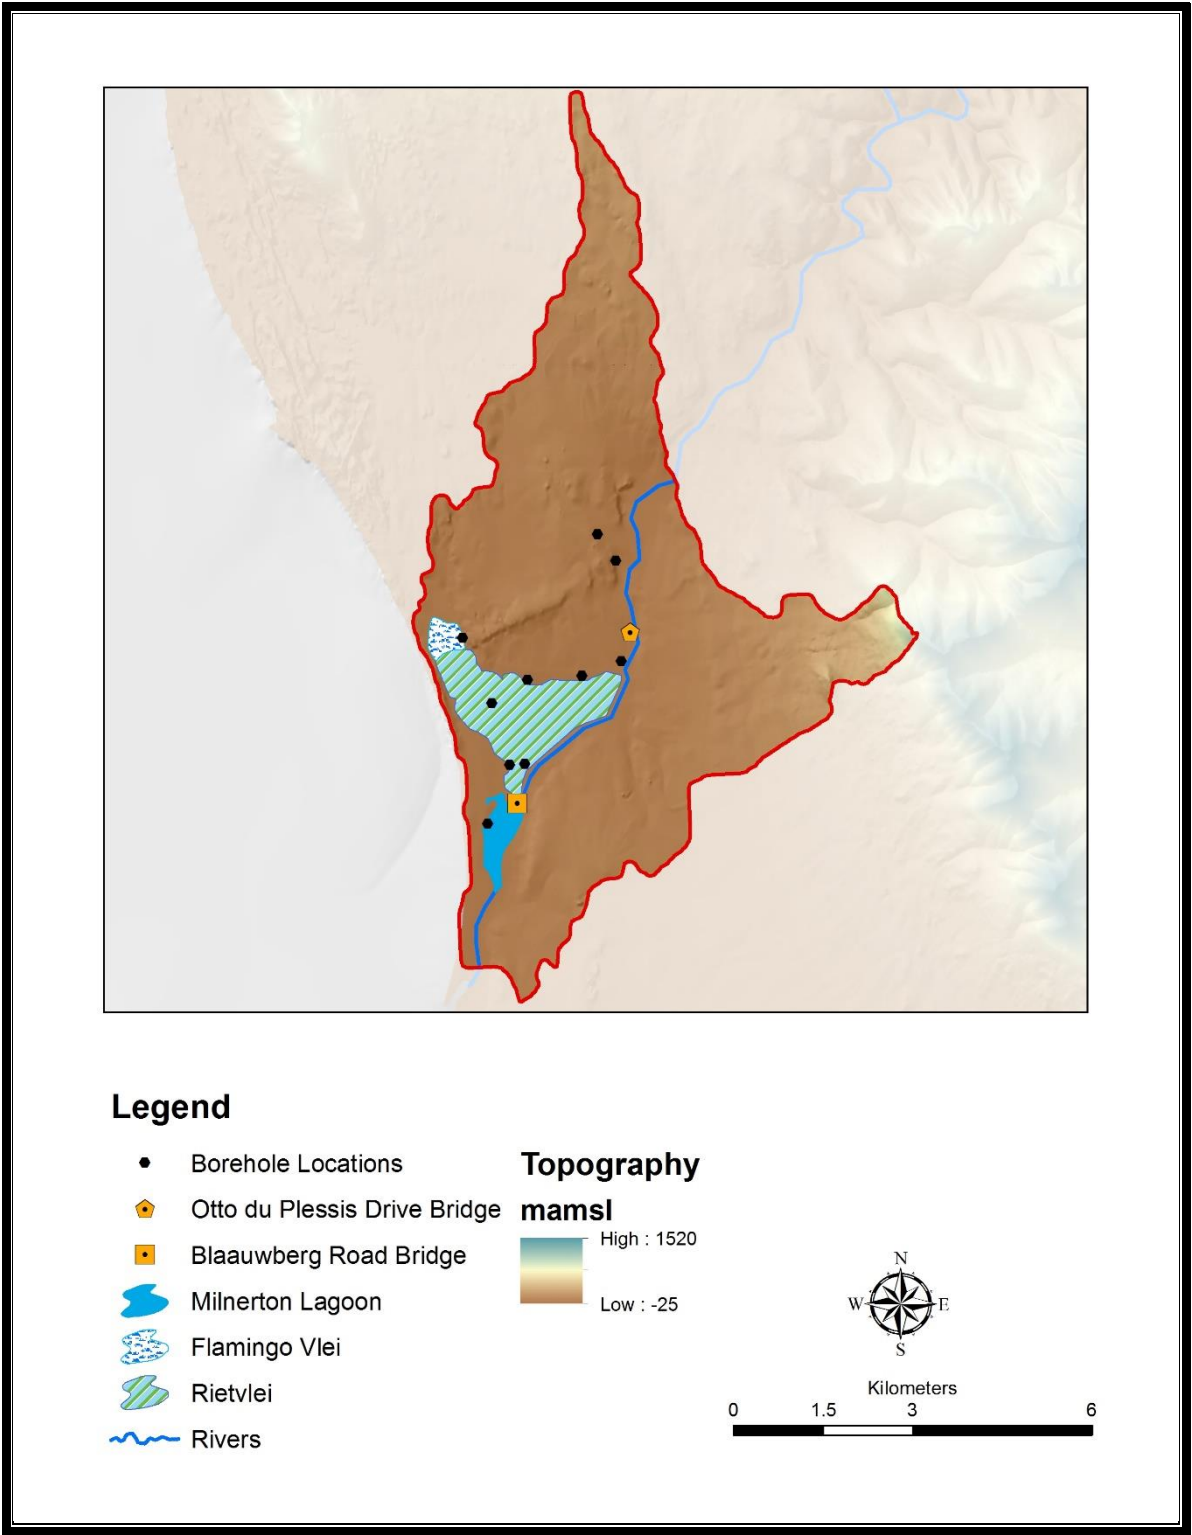 Legend
Borehole Locations
Otto du Plessis Drive Bridge
Blaauwberg Road Bridge
Milnerton Lagoon
Flamingo Vlei
Rietvlei
Rivers
Topography
mamsl
High : 1520
Low : -25
N
W E
S
Kilometers
0 1.5 3 6